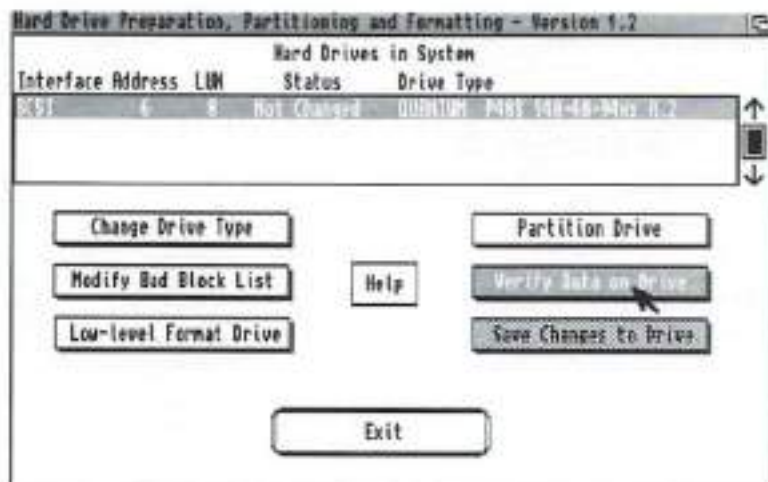 Hard Drive Preparation, Partitioning and Formatting - Version 1.2
Hard Drives in System
Interface Address LUN Status Drive Type
SCSI 6 0 Not Changed QUANTUM
Change Drive Type
Partition Drive
Modify Bad Block List
Help
Verify Data on Drive
Low-level Format Drive
Save Changes to Drive
Exit